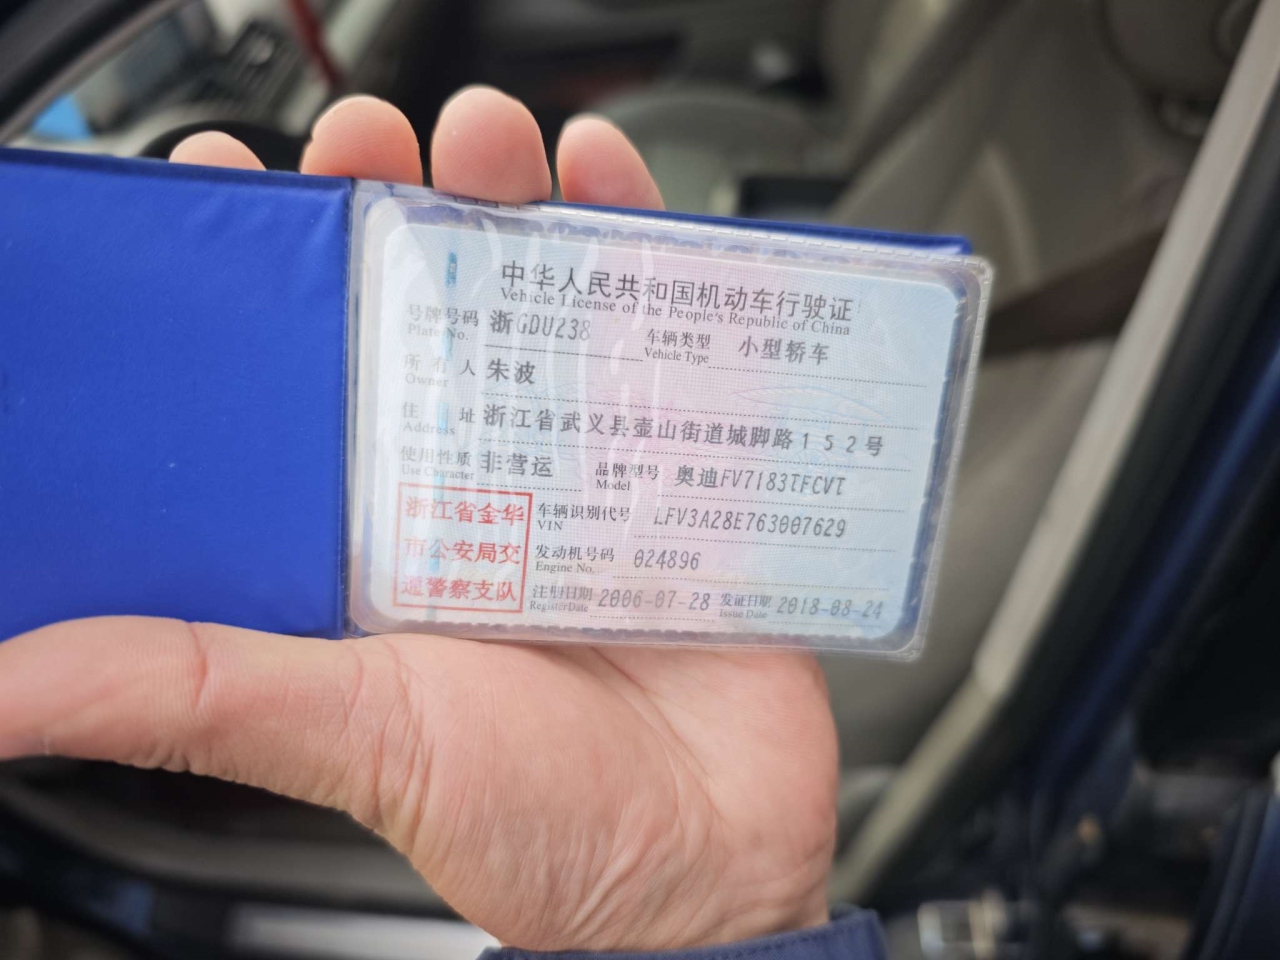 中华人民共和国机动车行驶证
Vehicle License of the People's Republic of China
号牌号码 浙GDU238 车辆类型 小型轿车
Plate No. Vehicle Type
所有人 朱波
Owner
住址 浙江省武义县壶山街道城脚路152号
Address
使用性质 非营运 品牌型号 奥迪FV7183TFCVT
Use Character Model
浙江省金华
市公安局交
通警察支队
车辆识别代号 LFV3A28E763007629
VIN
发动机号码 024896
Engine No.
注册日期 2006-07-28 发证日期 2018-08-24
Register Date Issue Date